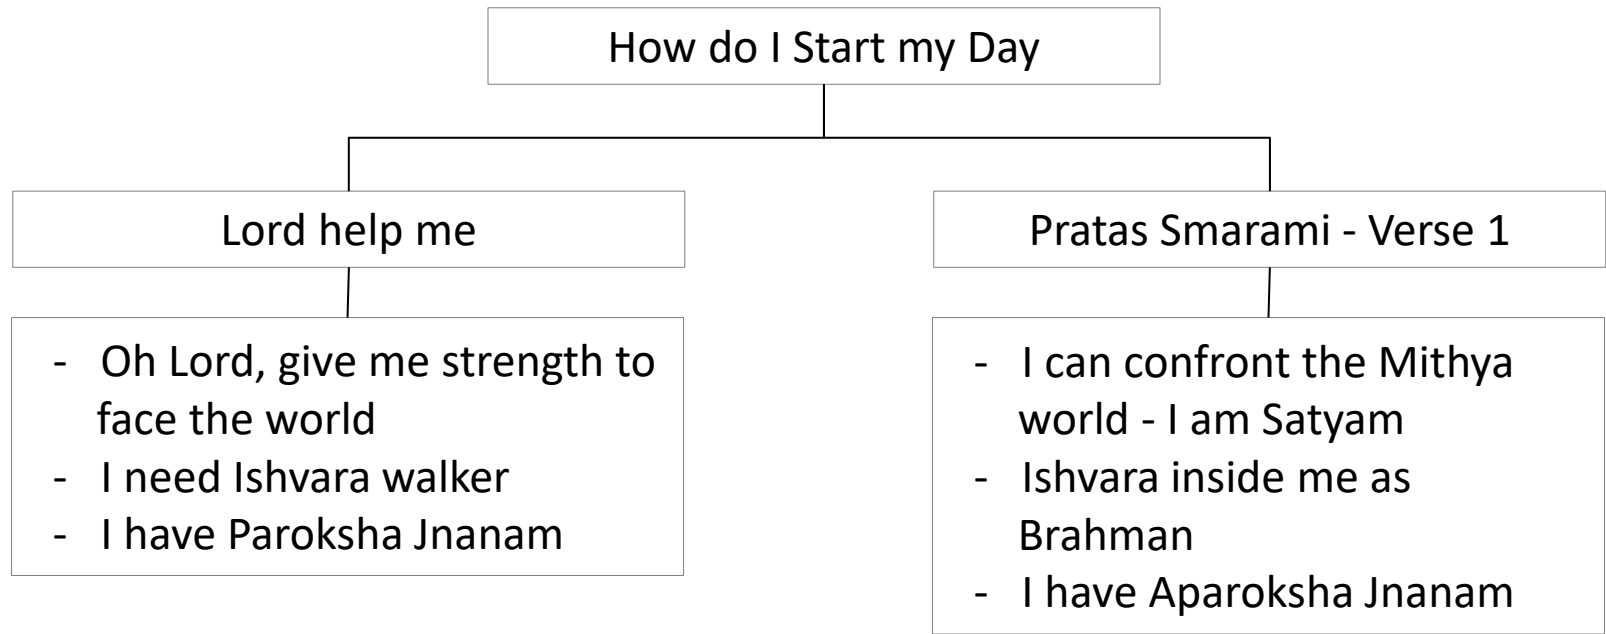 How do I Start my Day
Lord help me
- Oh Lord, give me strength to
face the world
- I need Ishvara walker
- I have Paroksha Jnanam
Pratas Smarami - Verse 1
- I can confront the Mithya
world - I am Satyam
- Ishvara inside me as
Brahman
- I have Aparoksha Jnanam